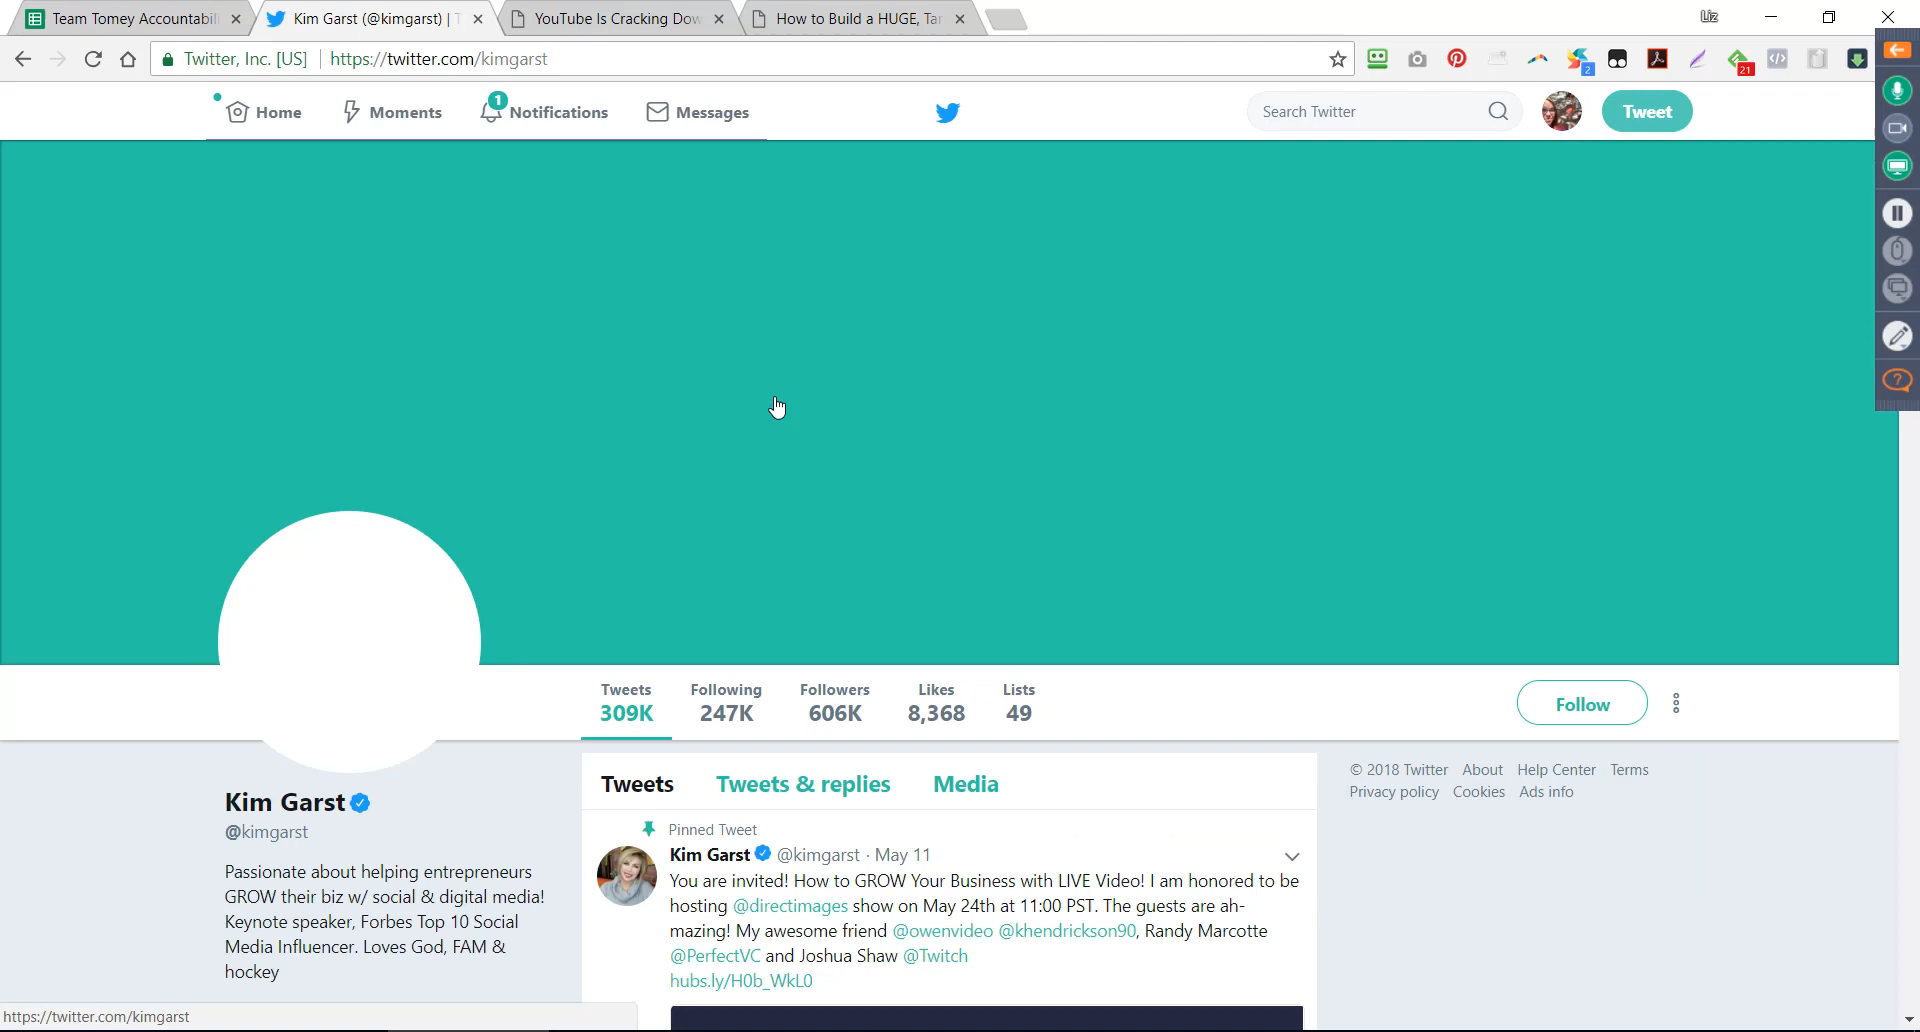 Team Tomey Accountabil
Kim Garst (@kimgarst) | T
YouTube Is Cracking Dow
How to Build a HUGE, Tar
Liz
Twitter, Inc. [US]
https://twitter.com/kimgarst
2
21
Home
Moments
1
Notifications
Messages
Search Twitter
Tweet
Tweets
309K
Following
247K
Followers
606K
Likes
8,368
Lists
49
Follow
Kim Garst
@kimgarst
Passionate about helping entrepreneurs
GROW their biz w/ social & digital media!
Keynote speaker, Forbes Top 10 Social
Media Influencer. Loves God, FAM &
hockey
Tweets
Tweets & replies
Media
Pinned Tweet
Kim Garst @kimgarst · May 11
You are invited! How to GROW Your Business with LIVE Video! I am honored to be
hosting @directimages show on May 24th at 11:00 PST. The guests are ah-
mazing! My awesome friend @owenvideo @khendrickson90, Randy Marcotte
@PerfectVC and Joshua Shaw @Twitch
hubs.ly/H0b_WkL0
© 2018 Twitter About Help Center Terms
Privacy policy Cookies Ads info
https://twitter.com/kimgarst